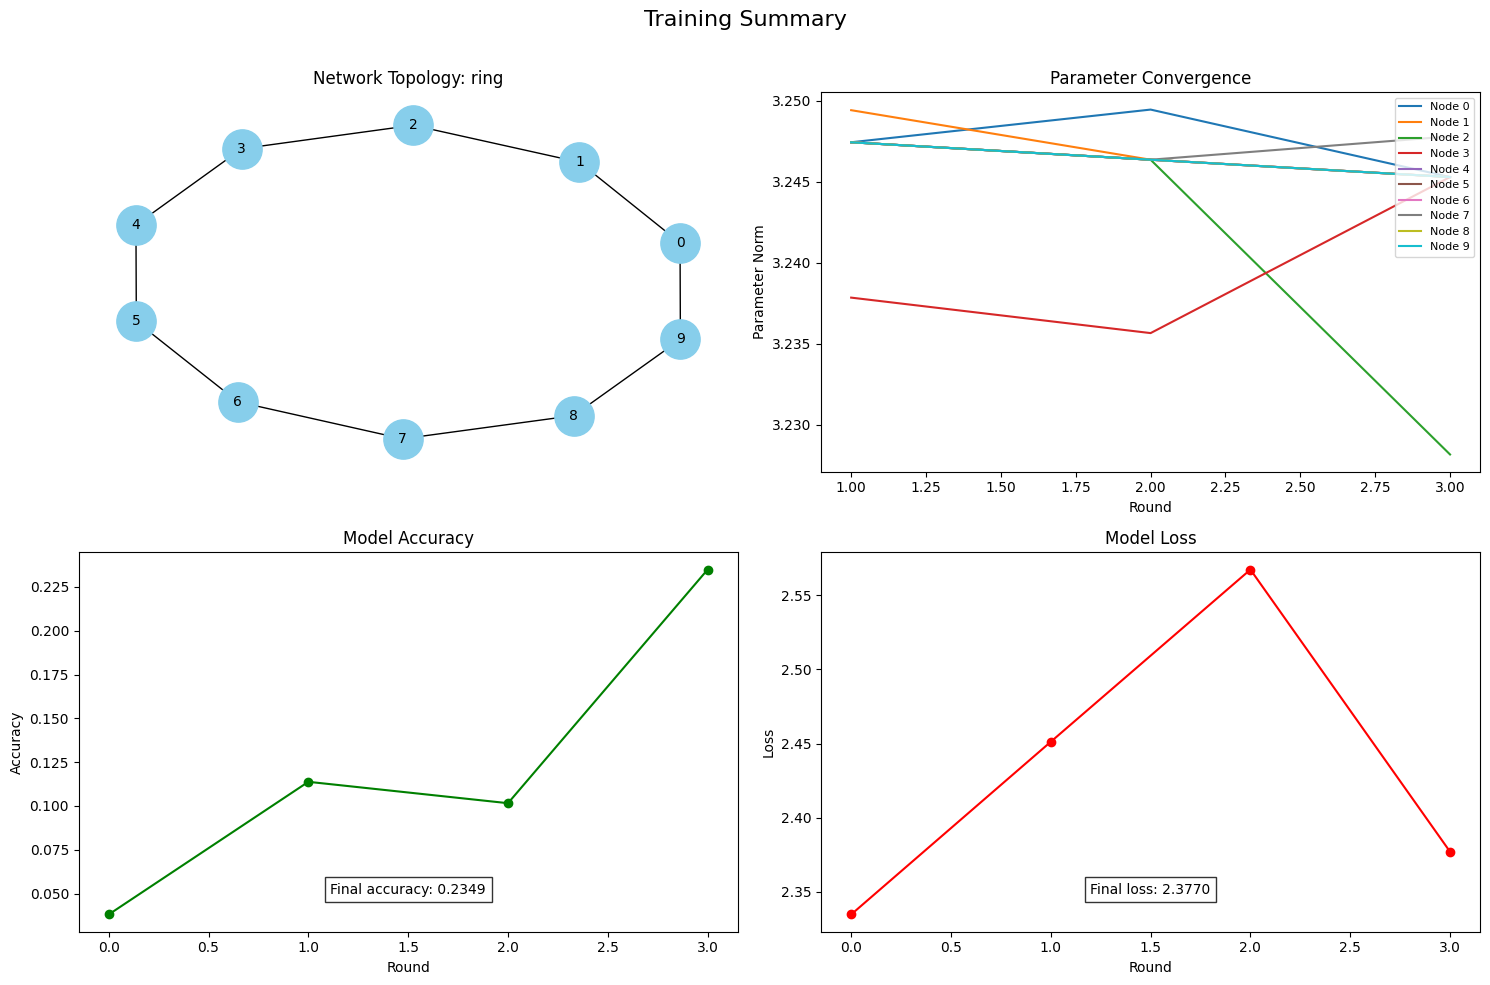 Training Summary
Network Topology: ring
2
3
1
4
0
5
9
6
8
7
Parameter Convergence
Parameter Norm
3.250
3.245
3.240
3.235
3.230
Node 0
Node 1
Node 2
Node 3
Node 4
Node 5
Node 6
Node 7
Node 8
Node 9
1.00 1.25 1.50 1.75 2.00 2.25 2.50 2.75 3.00
Round
Model Accuracy
Accuracy
0.225
0.200
0.175
0.150
0.125
0.100
0.075
0.050
Final accuracy: 0.2349
0.0 0.5 1.0 1.5 2.0 2.5 3.0
Round
Model Loss
Loss
2.55
2.50
2.45
2.40
2.35
Final loss: 2.3770
0.0 0.5 1.0 1.5 2.0 2.5 3.0
Round